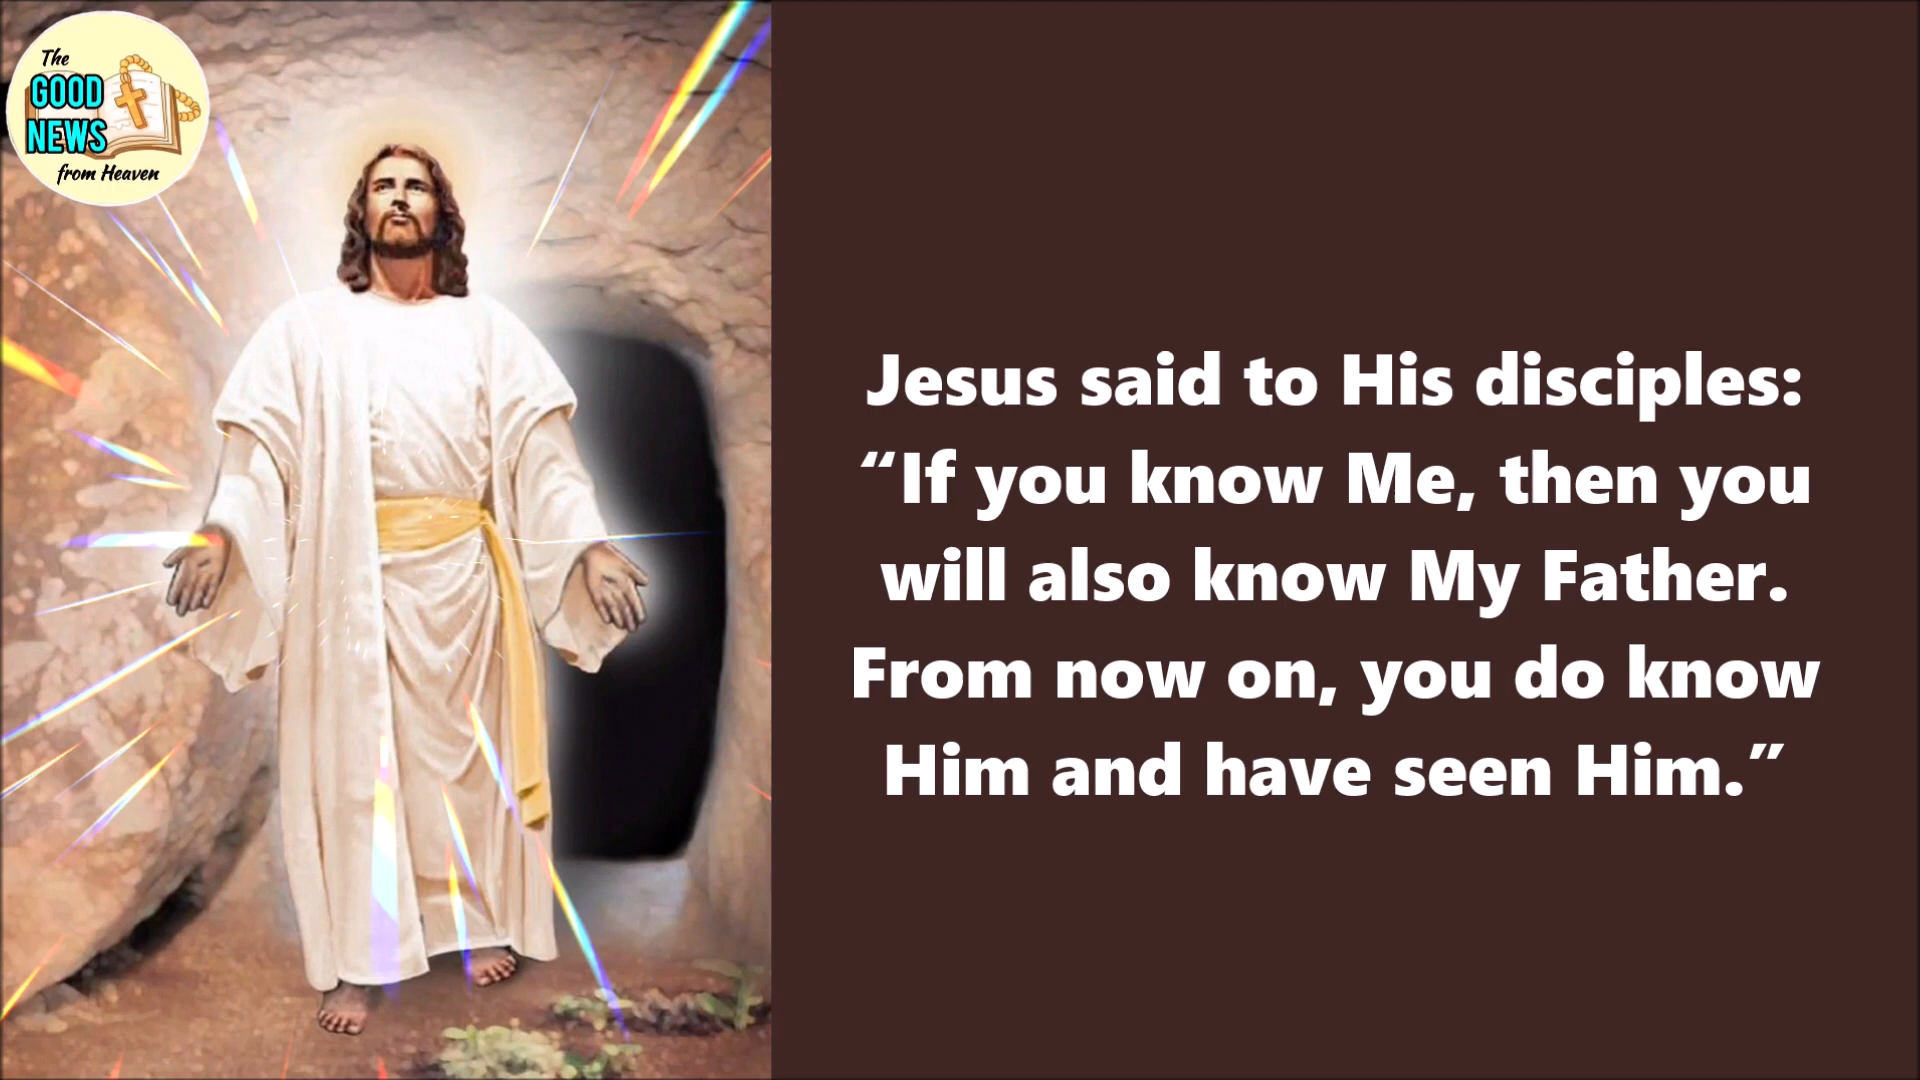 The
GOOD
NEWS
from Heaven
Jesus said to His disciples:
“If you know Me, then you
will also know My Father.
From now on, you do know
Him and have seen Him.”